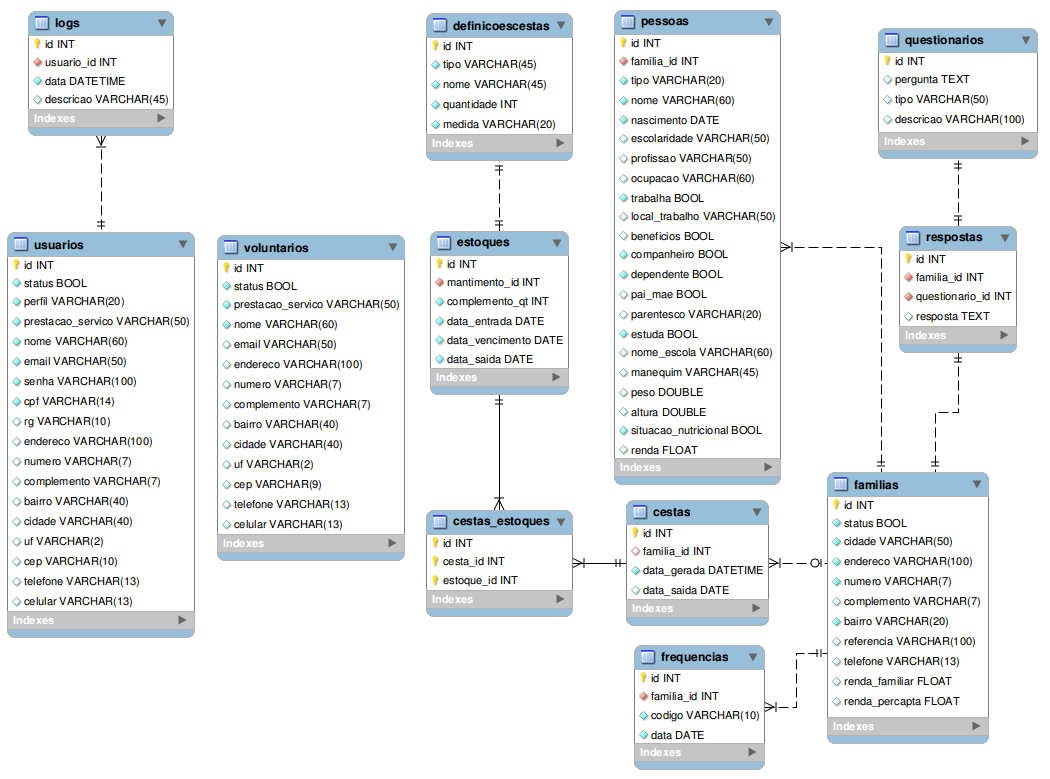 logs
id INT
usuario_id INT
data DATETIME
descricao VARCHAR(45)
Indexes
definicoescestas
id INT
tipo VARCHAR(45)
nome VARCHAR(45)
quantidade INT
medida VARCHAR(20)
Indexes
pessoas
id INT
familia_id INT
tipo VARCHAR(20)
nome VARCHAR(60)
nascimento DATE
escolaridade VARCHAR(50)
profissao VARCHAR(50)
ocupacao VARCHAR(60)
trabalha BOOL
local_trabalho VARCHAR(50)
beneficios BOOL
companheiro BOOL
dependente BOOL
pai_mae BOOL
parentesco VARCHAR(20)
estuda BOOL
nome_escola VARCHAR(60)
manequim VARCHAR(45)
peso DOUBLE
altura DOUBLE
situacao_nutricional BOOL
renda FLOAT
Indexes
questionarios
id INT
pergunta TEXT
tipo VARCHAR(50)
descricao VARCHAR(100)
Indexes
usuarios
id INT
status BOOL
perfil VARCHAR(20)
prestacao_servico VARCHAR(50)
nome VARCHAR(60)
email VARCHAR(50)
senha VARCHAR(100)
cpf VARCHAR(14)
rg VARCHAR(10)
endereco VARCHAR(100)
numero VARCHAR(7)
complemento VARCHAR(7)
bairro VARCHAR(40)
cidade VARCHAR(40)
uf VARCHAR(2)
cep VARCHAR(10)
telefone VARCHAR(13)
celular VARCHAR(13)
Indexes
voluntarios
id INT
status BOOL
prestacao_servico VARCHAR(50)
nome VARCHAR(60)
email VARCHAR(50)
endereco VARCHAR(100)
numero VARCHAR(7)
complemento VARCHAR(7)
bairro VARCHAR(40)
cidade VARCHAR(40)
uf VARCHAR(2)
cep VARCHAR(9)
telefone VARCHAR(13)
celular VARCHAR(13)
Indexes
estoques
id INT
mantimento_id INT
complemento_qt INT
data_entrada DATE
data_vencimento DATE
data_saida DATE
Indexes
respostas
id INT
familia_id INT
questionario_id INT
resposta TEXT
Indexes
cestas_estoques
id INT
cesta_id INT
estoque_id INT
Indexes
cestas
id INT
familia_id INT
data_gerada DATETIME
data_saida DATE
Indexes
familias
id INT
status BOOL
cidade VARCHAR(50)
endereco VARCHAR(100)
numero VARCHAR(7)
complemento VARCHAR(7)
bairro VARCHAR(20)
referencia VARCHAR(100)
telefone VARCHAR(13)
renda_familiar FLOAT
renda_percapta FLOAT
Indexes
frequencias
id INT
familia_id INT
codigo VARCHAR(10)
data DATE
Indexes